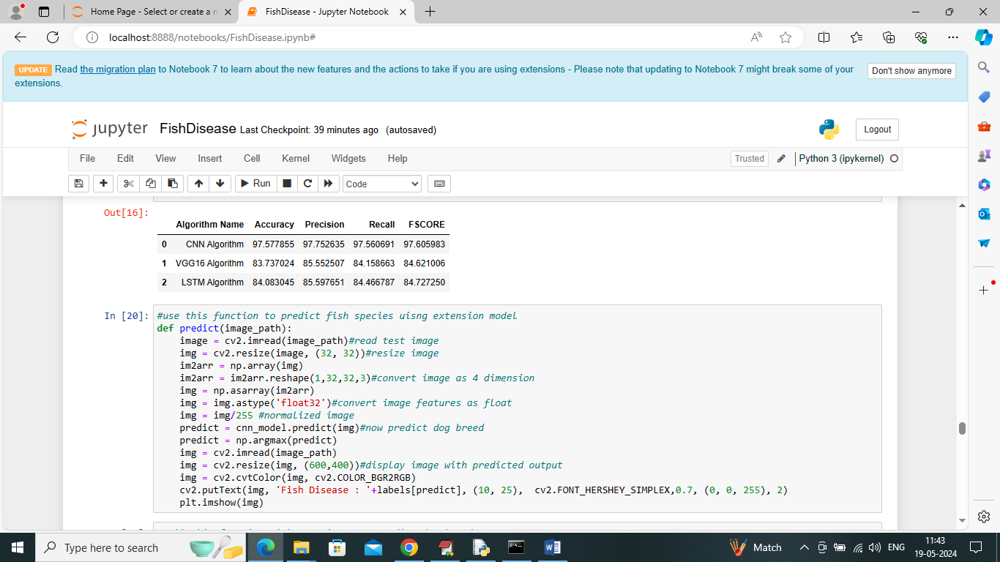 Home Page - Select or create a n
FishDisease - Jupyter Notebook
localhost:8888/notebooks/FishDisease.ipynb#
UPDATE Read the migration plan to Notebook 7 to learn about the new features and the actions to take if you are using extensions - Please note that updating to Notebook 7 might break some of your
extensions.
Don't show anymore
jupyter FishDisease Last Checkpoint: 39 minutes ago (autosaved)
Logout
File Edit View Insert Cell Kernel Widgets Help
Trusted Python 3 (ipykernel)
Run Code
Out[16]:
Algorithm Name Accuracy Precision Recall FSCORE
0 CNN Algorithm 97.577855 97.752635 97.560691 97.605983
1 VGG16 Algorithm 83.737024 85.552507 84.158663 84.621006
2 LSTM Algorithm 84.083045 85.597651 84.466787 84.727250
In [20]: #use this function to predict fish species uisng extension model
def predict(image_path):
    image = cv2.imread(image_path)#read test image
    img = cv2.resize(image, (32, 32))#resize image
    im2arr = np.array(img)
    im2arr = im2arr.reshape(1,32,32,3)#convert image as 4 dimension
    img = np.asarray(im2arr)
    img = img.astype('float32')#convert image features as float
    img = img/255 #normalized image
    predict = cnn_model.predict(img)#now predict dog breed
    predict = np.argmax(predict)
    img = cv2.imread(image_path)
    img = cv2.resize(img, (600,400))#display image with predicted output
    img = cv2.cvtColor(img, cv2.COLOR_BGR2RGB)
    cv2.putText(img, 'Fish Disease : '+labels[predict], (10, 25),  cv2.FONT_HERSHEY_SIMPLEX,0.7, (0, 0, 255), 2)
    plt.imshow(img)
Type here to search
Match
ENG
11:43
19-05-2024